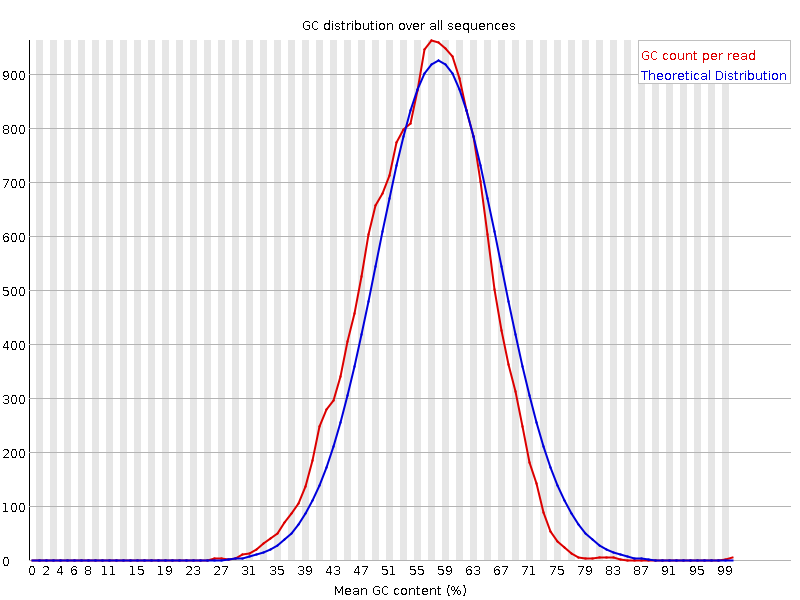 GC distribution over all sequences
GC count per read
Theoretical Distribution
900
800
700
600
500
400
300
200
100
0
0 2 4 6 8 11 15 19 23 27 31 35 39 43 47 51 55 59 63 67 71 75 79 83 87 91 95 99
Mean GC content (%)